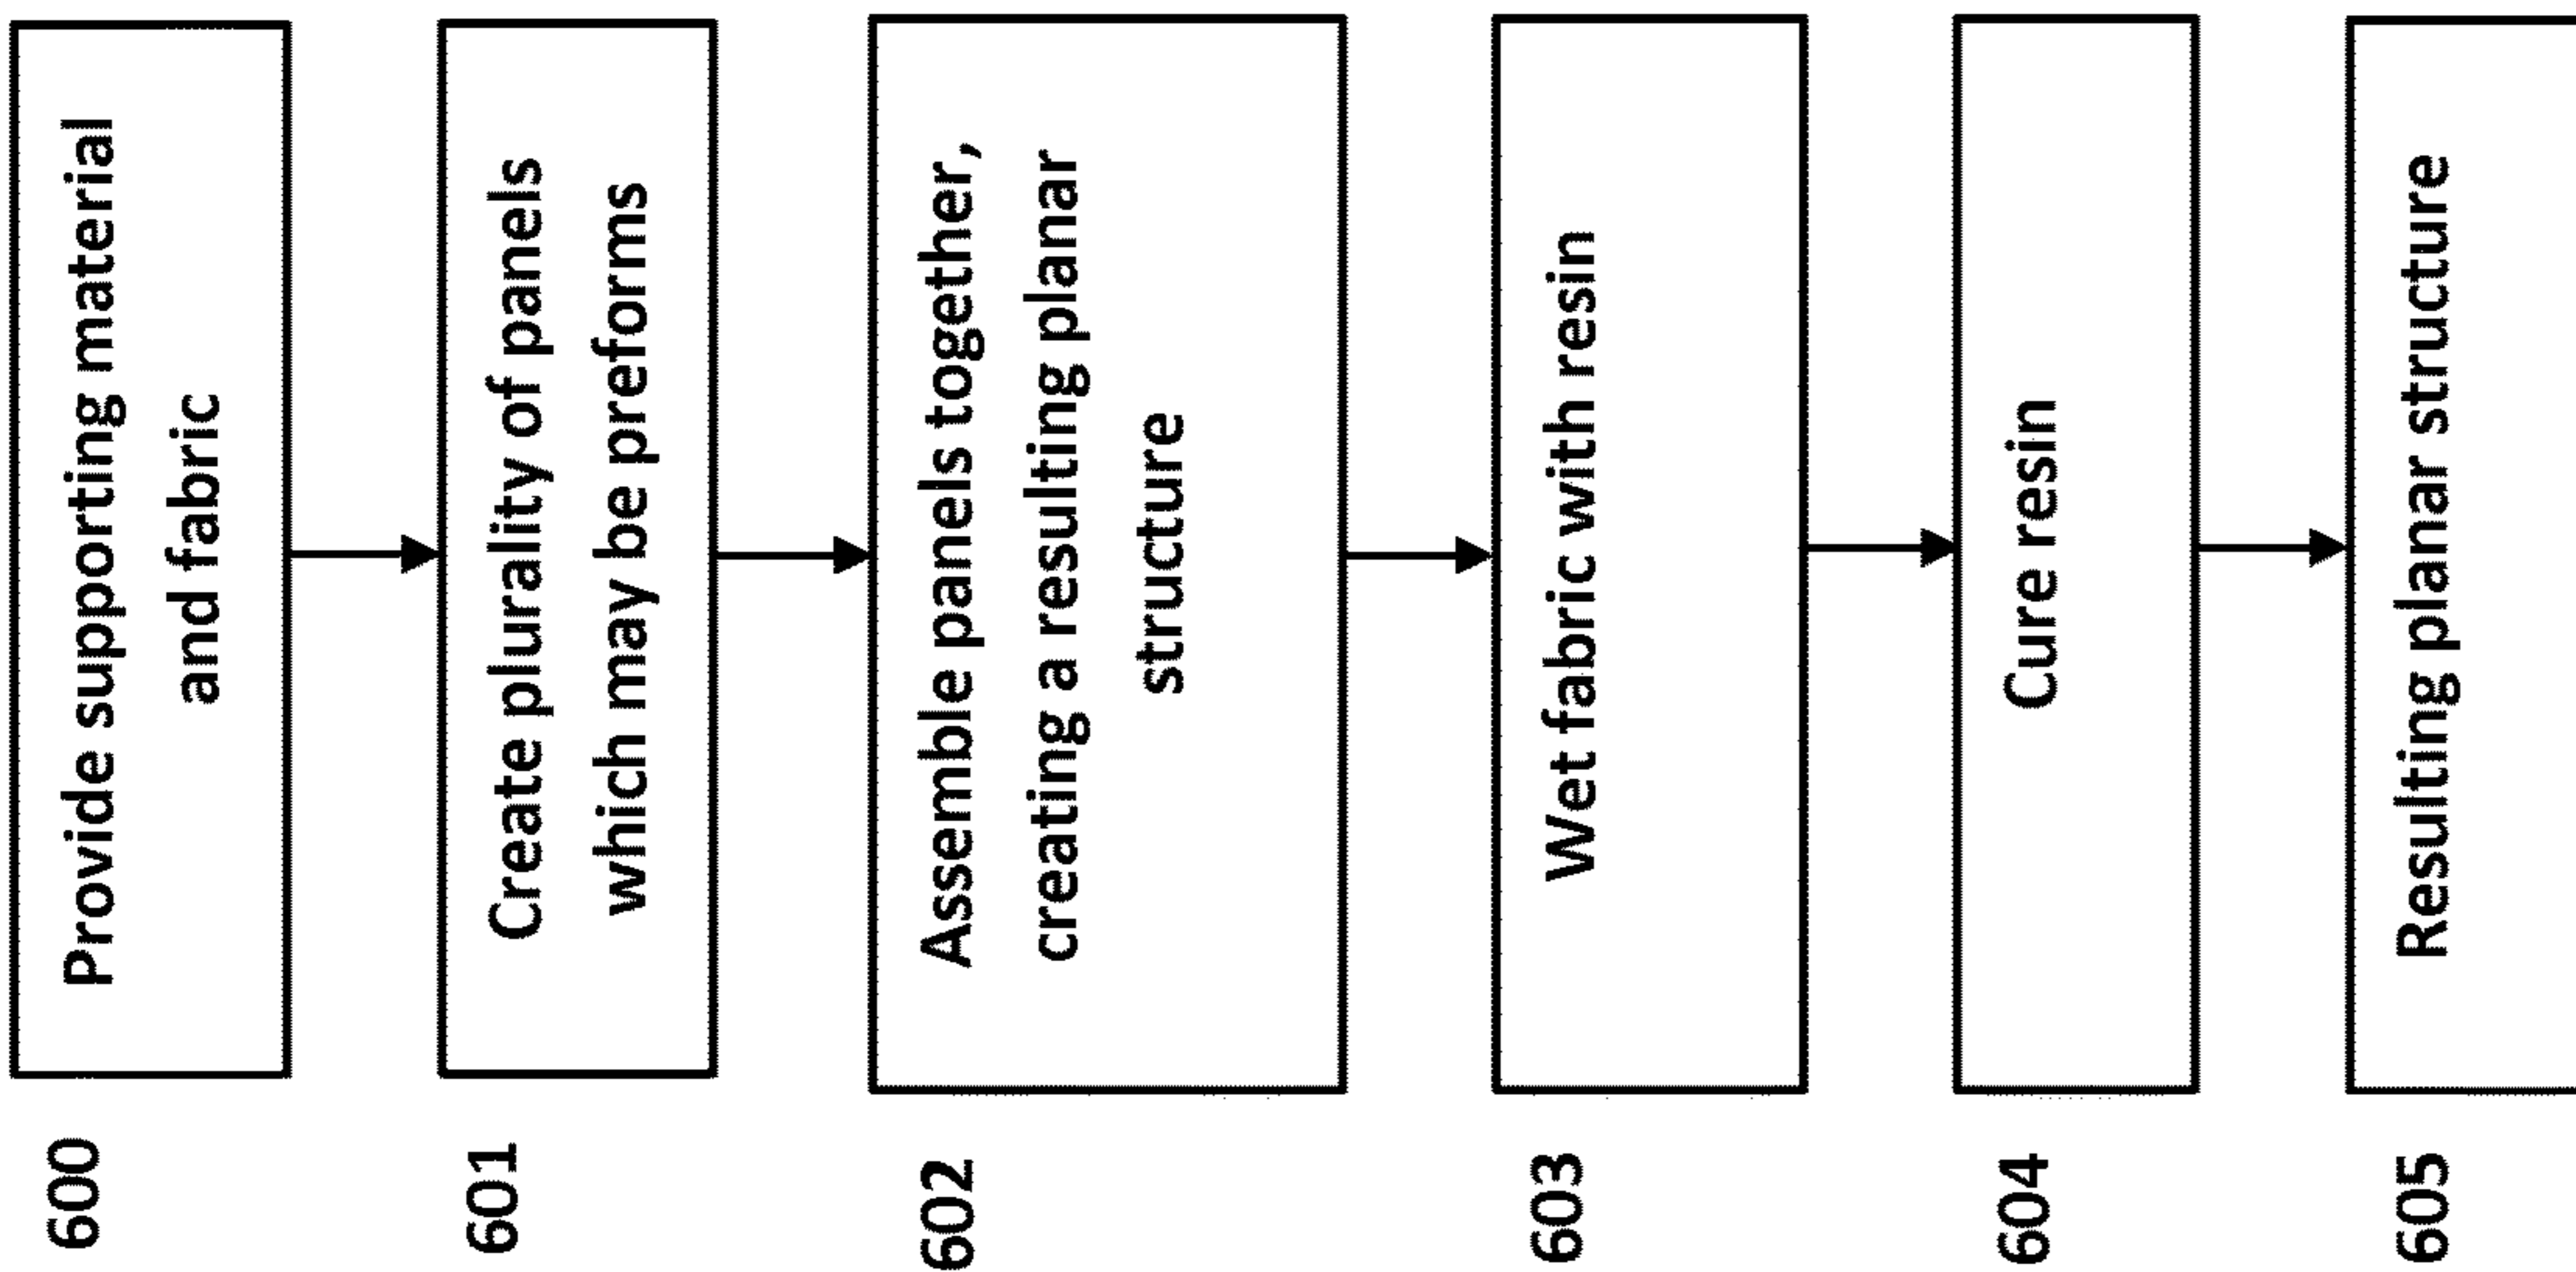 600
Provide supporting material
and fabric
601
Create plurality of panels
which may be preforms
602
Assemble panels together,
creating a resulting planar
structure
603
Wet fabric with resin
604
Cure resin
605
Resulting planar structure